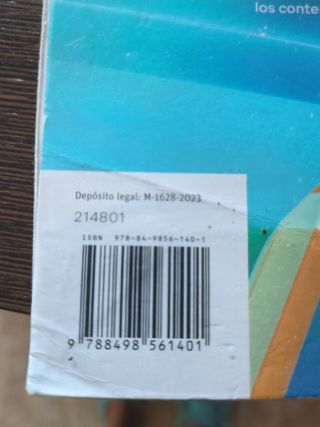 los conte
Depósito legal: M-1628-2023
214801
ISBN 978-84-9856-140-1
9 788498 561401